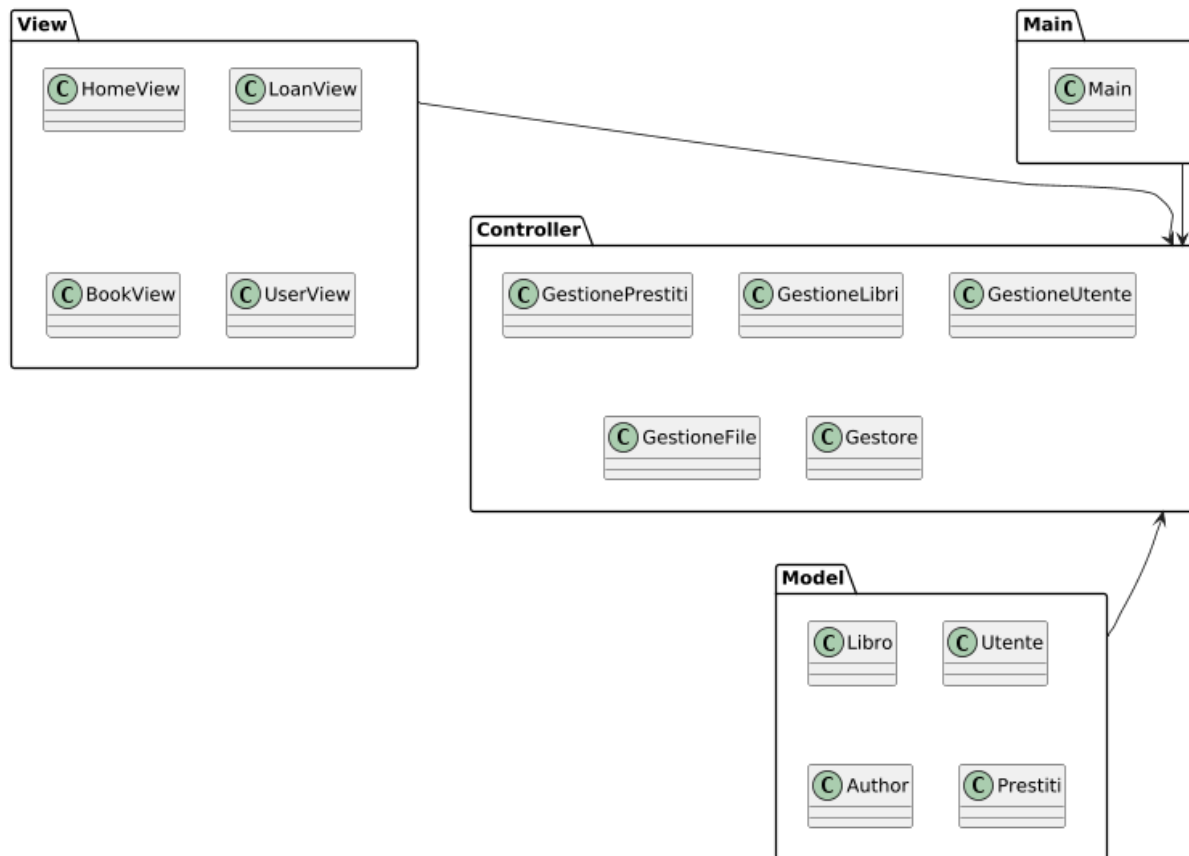 View
Main
C HomeView
C LoanView
C Main
Controller
C BookView
C UserView
C GestionePrestiti
C GestioneLibri
C GestioneUtente
C GestioneFile
C Gestore
Model
C Libro
C Utente
C Author
C Prestiti